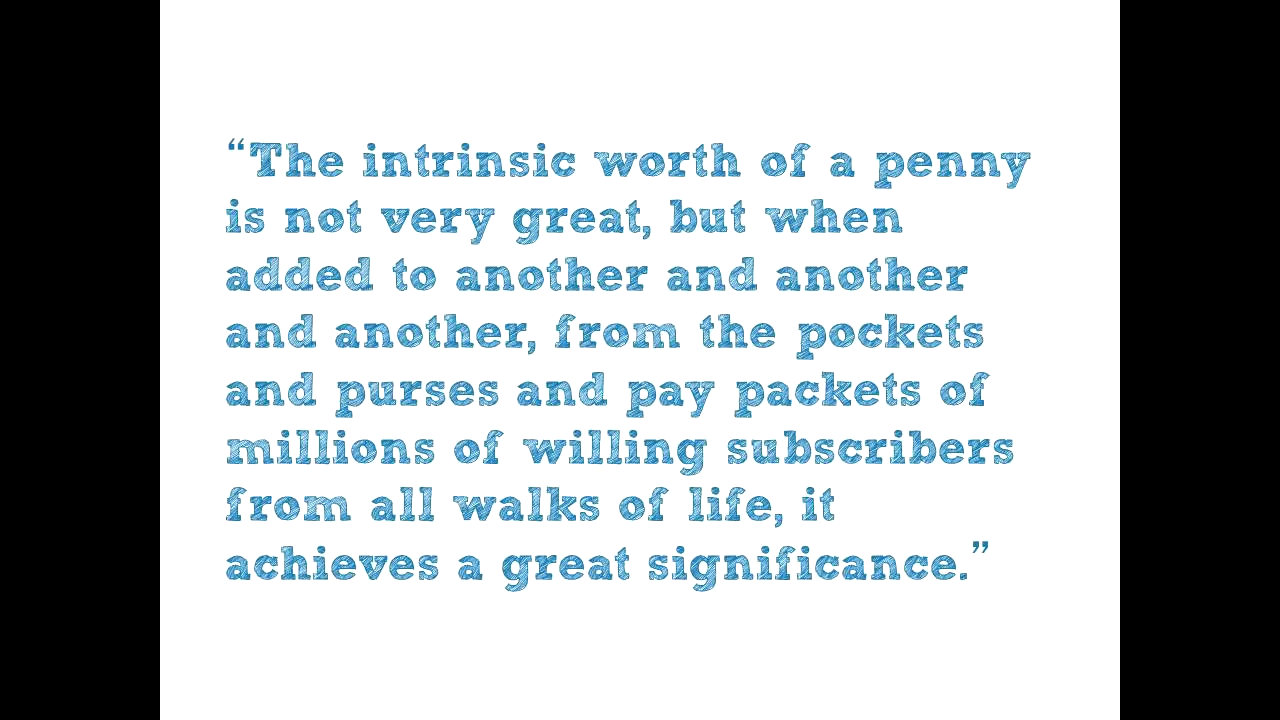 “The intrinsic worth of a penny
is not very great, but when
added to another and another
and another, from the pockets
and purses and pay packets of
millions of willing subscribers
from all walks of life, it
achieves a great significance.”